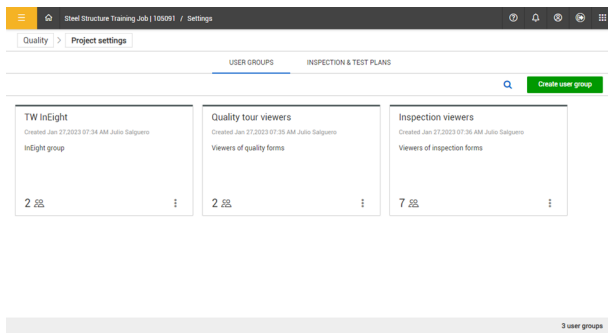 Steel Structure Training Job | 105091 / Settings
Quality > Project settings
USER GROUPS INSPECTION & TEST PLANS
Create user group
TW InEight
Created Jan 27,2023 07:34 AM Julio Salguero
InEight group
2
Quality tour viewers
Created Jan 27,2023 07:35 AM Julio Salguero
Viewers of quality forms
2
Inspection viewers
Created Jan 27,2023 07:36 AM Julio Salguero
Viewers of inspection forms
7
3 user groups